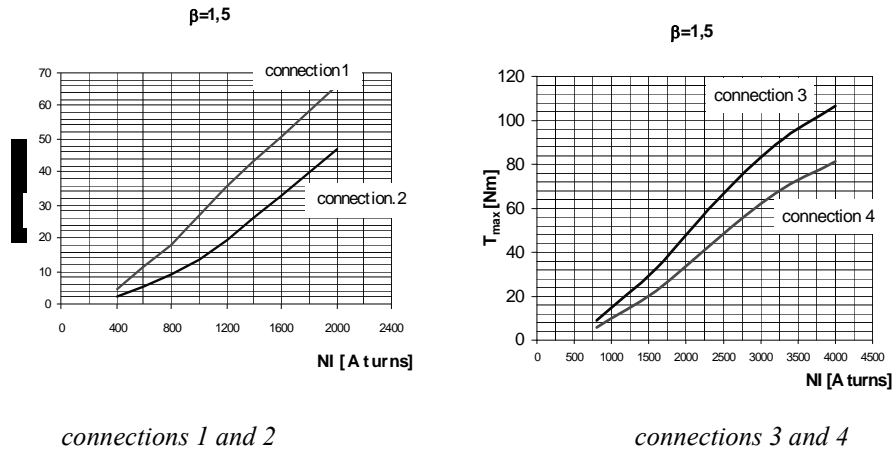 β=1,5
connection 1
connection. 2
70
60
50
40
30
20
10
0
0 400 800 1200 1600 2000 2400
NI [A turns]
connections 1 and 2
β=1,5
connection 3
connection 4
T max [Nm]
120
100
80
60
40
20
0
0 500 1000 1500 2000 2500 3000 3500 4000 4500
NI [A turns]
connections 3 and 4